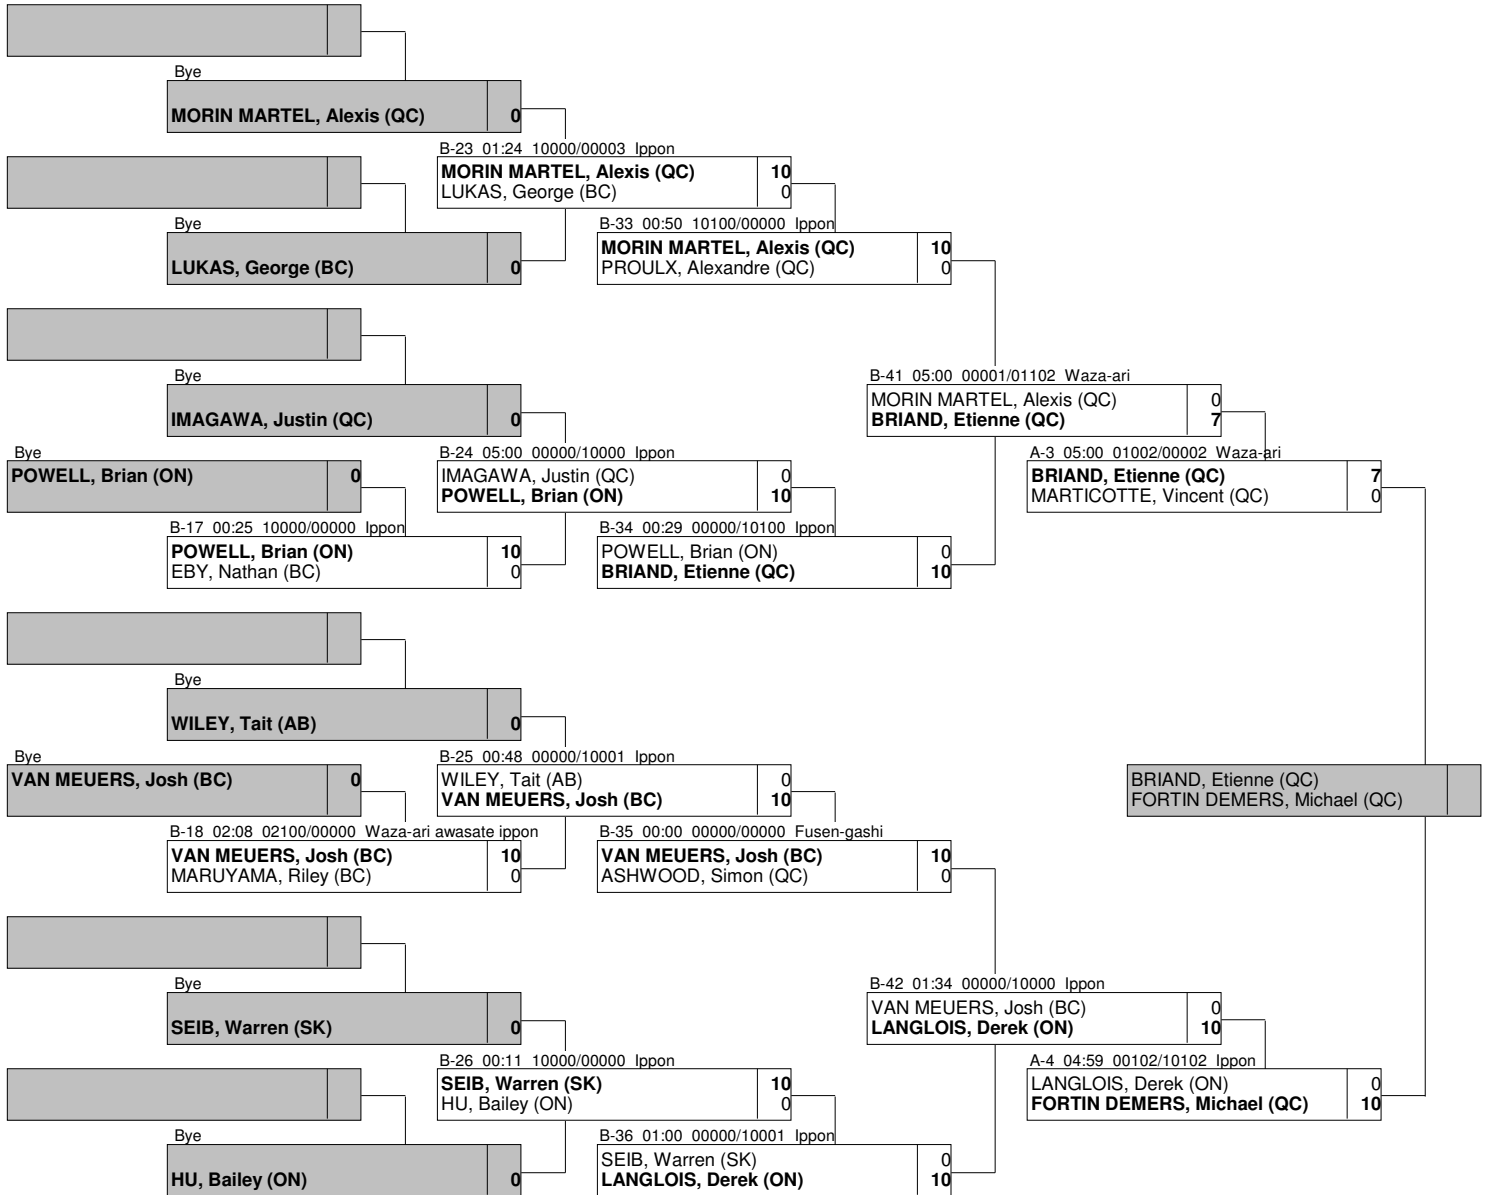 Bye
MORIN MARTEL, Alexis (QC) 0
B-23 01:24 10000/00003 Ippon
MORIN MARTEL, Alexis (QC) 10
LUKAS, George (BC) 0
Bye
LUKAS, George (BC) 0
B-33 00:50 10100/00000 Ippon
MORIN MARTEL, Alexis (QC) 10
PROULX, Alexandre (QC) 0
Bye
IMAGAWA, Justin (QC) 0
B-41 05:00 00001/01102 Waza-ari
MORIN MARTEL, Alexis (QC) 0
BRIAND, Etienne (QC) 7
Bye
POWELL, Brian (ON) 0
B-24 05:00 00000/10000 Ippon
IMAGAWA, Justin (QC) 0
POWELL, Brian (ON) 10
A-3 05:00 01002/00002 Waza-ari
BRIAND, Etienne (QC) 7
MARTICOTTE, Vincent (QC) 0
B-17 00:25 10000/00000 Ippon
POWELL, Brian (ON) 10
EBY, Nathan (BC) 0
B-34 00:29 00000/10100 Ippon
POWELL, Brian (ON) 0
BRIAND, Etienne (QC) 10
Bye
WILEY, Tait (AB) 0
Bye
VAN MEUERS, Josh (BC) 0
B-25 00:48 00000/10001 Ippon
WILEY, Tait (AB) 0
VAN MEUERS, Josh (BC) 10
BRIAND, Etienne (QC)
FORTIN DEMERS, Michael (QC)
B-18 02:08 02100/00000 Waza-ari awasate ippon
VAN MEUERS, Josh (BC) 10
MARUYAMA, Riley (BC) 0
B-35 00:00 00000/00000 Fusen-gashi
VAN MEUERS, Josh (BC) 10
ASHWOOD, Simon (QC) 0
Bye
SEIB, Warren (SK) 0
B-42 01:34 00000/10000 Ippon
VAN MEUERS, Josh (BC) 0
LANGLOIS, Derek (ON) 10
B-26 00:11 10000/00000 Ippon
SEIB, Warren (SK) 10
HU, Bailey (ON) 0
A-4 04:59 00102/10102 Ippon
LANGLOIS, Derek (ON) 0
FORTIN DEMERS, Michael (QC) 10
Bye
HU, Bailey (ON) 0
B-36 01:00 00000/10001 Ippon
SEIB, Warren (SK) 0
LANGLOIS, Derek (ON) 10